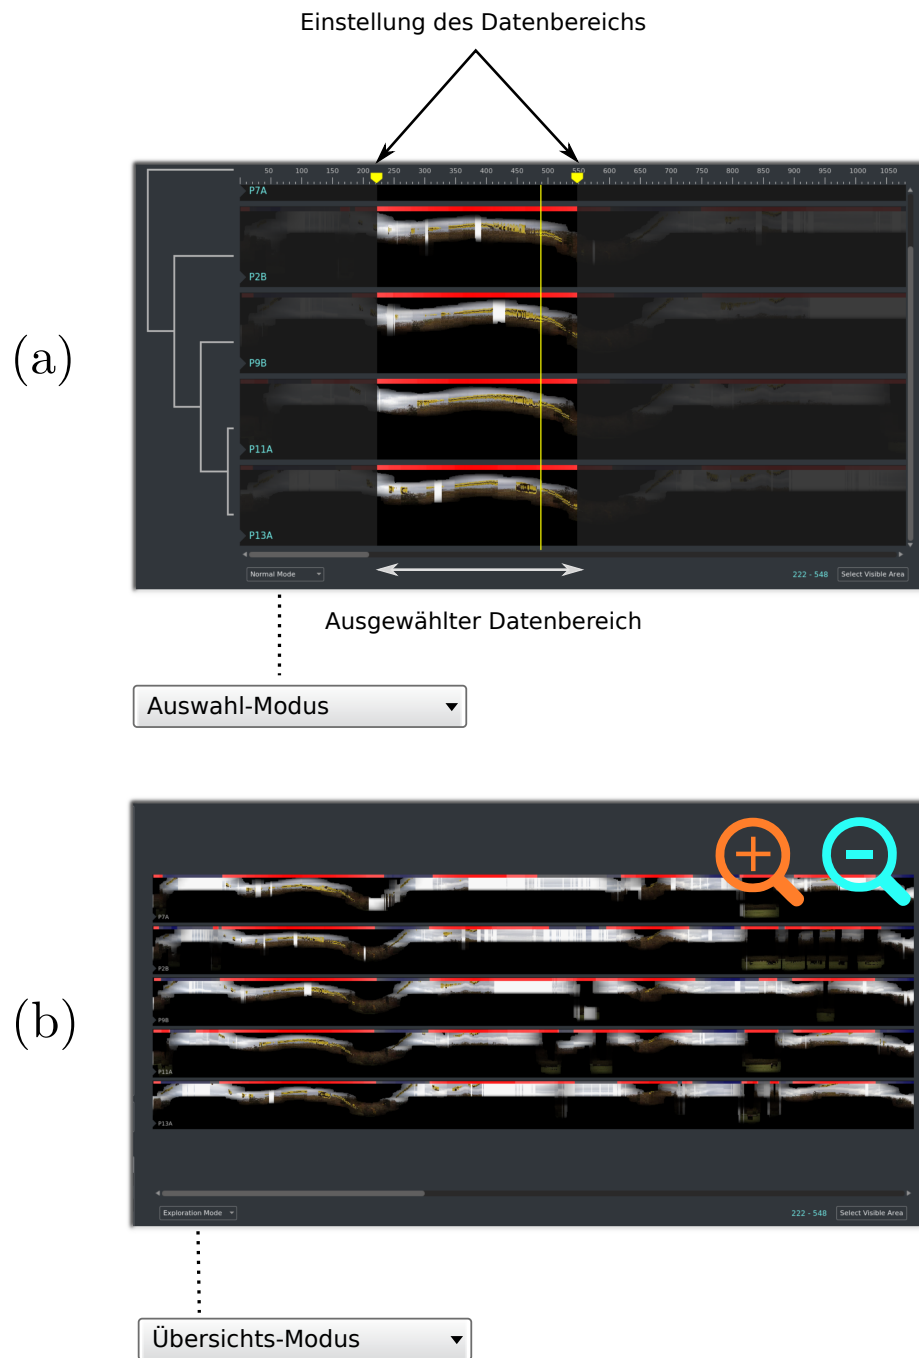 Einstellung des Datenbereichs
50 100 150 200 250 300 350 400 450 500 550 600 650 700 750 800 850 900 950 1000 1050
P7A
P2B
P9B
(a)
P11A
P13A
Normal Mode 222 - 548 Select Visible Area
Ausgewählter Datenbereich
Auswahl-Modus
P7A
P2B
(b)
P9B
P11A
P13A
Exploration Mode 222 - 548 Select Visible Area
Übersichts-Modus